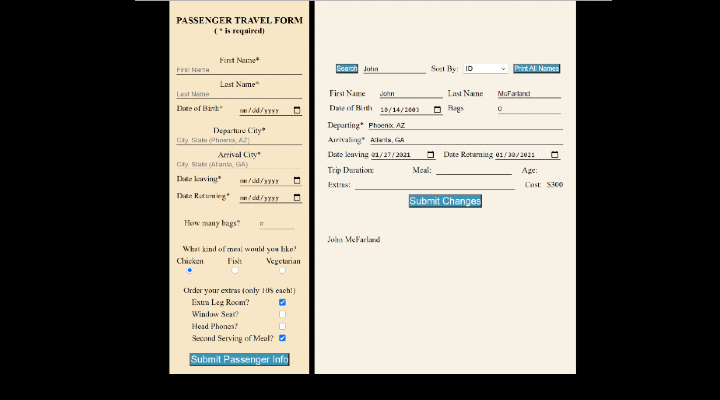 PASSENGER TRAVEL FORM
( * is required)
First Name*
First Name
Last Name*
Last Name
Date of Birth* mm/dd/yyyy
Departure City*
City, State (Phoenix, AZ)
Arrival City*
City, State (Atlanta, GA)
Date leaving* mm/dd/yyyy
Date Returning* mm/dd/yyyy
How many bags? 0
What kind of meal would you like?
Chicken Fish Vegetarian
Order your extras (only 10$ each!)
Extra Leg Room?
Window Seat?
Head Phones?
Second Serving of Meal?
Submit Passenger Info
Search John Sort By: ID Print All Names
First Name John Last Name McFarland
Date of Birth 10/14/2003 Bags 0
Departing* Phoenix, AZ
Arrivaling* Atlanta, GA
Date leaving 01/27/2021 Date Returning 01/30/2021
Trip Duration: Meal: Age:
Extras: Cost: $300
Submit Changes
John McFarland